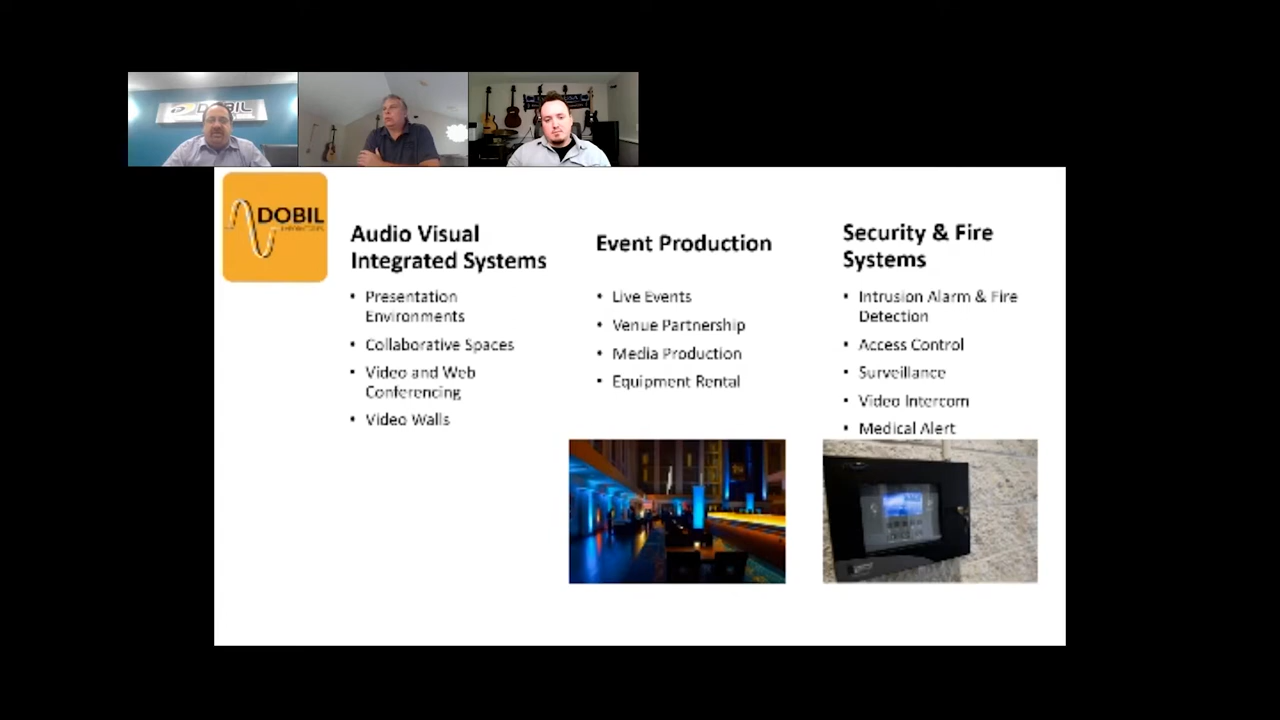 DOBIL
DOBIL
Audio Visual
Integrated Systems
• Presentation
Environments
• Collaborative Spaces
• Video and Web
Conferencing
• Video Walls
Event Production
• Live Events
• Venue Partnership
• Media Production
• Equipment Rental
Security & Fire
Systems
• Intrusion Alarm & Fire
Detection
• Access Control
• Surveillance
• Video Intercom
• Medical Alert